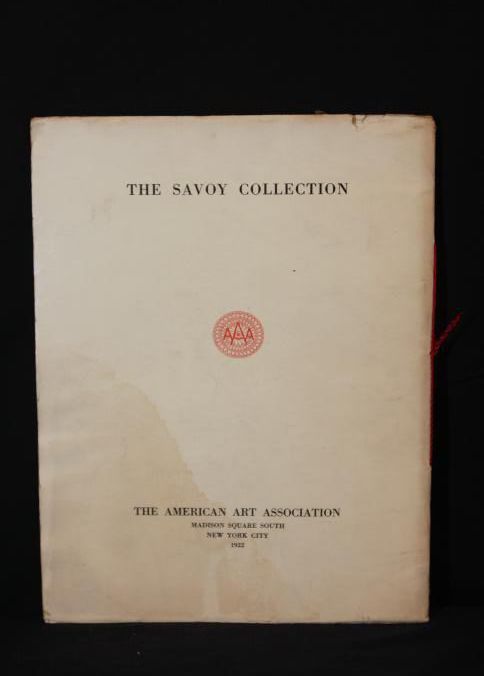 THE SAVOY COLLECTION
AAA
THE AMERICAN ART ASSOCIATION
MADISON SQUARE SOUTH
NEW YORK CITY
1922